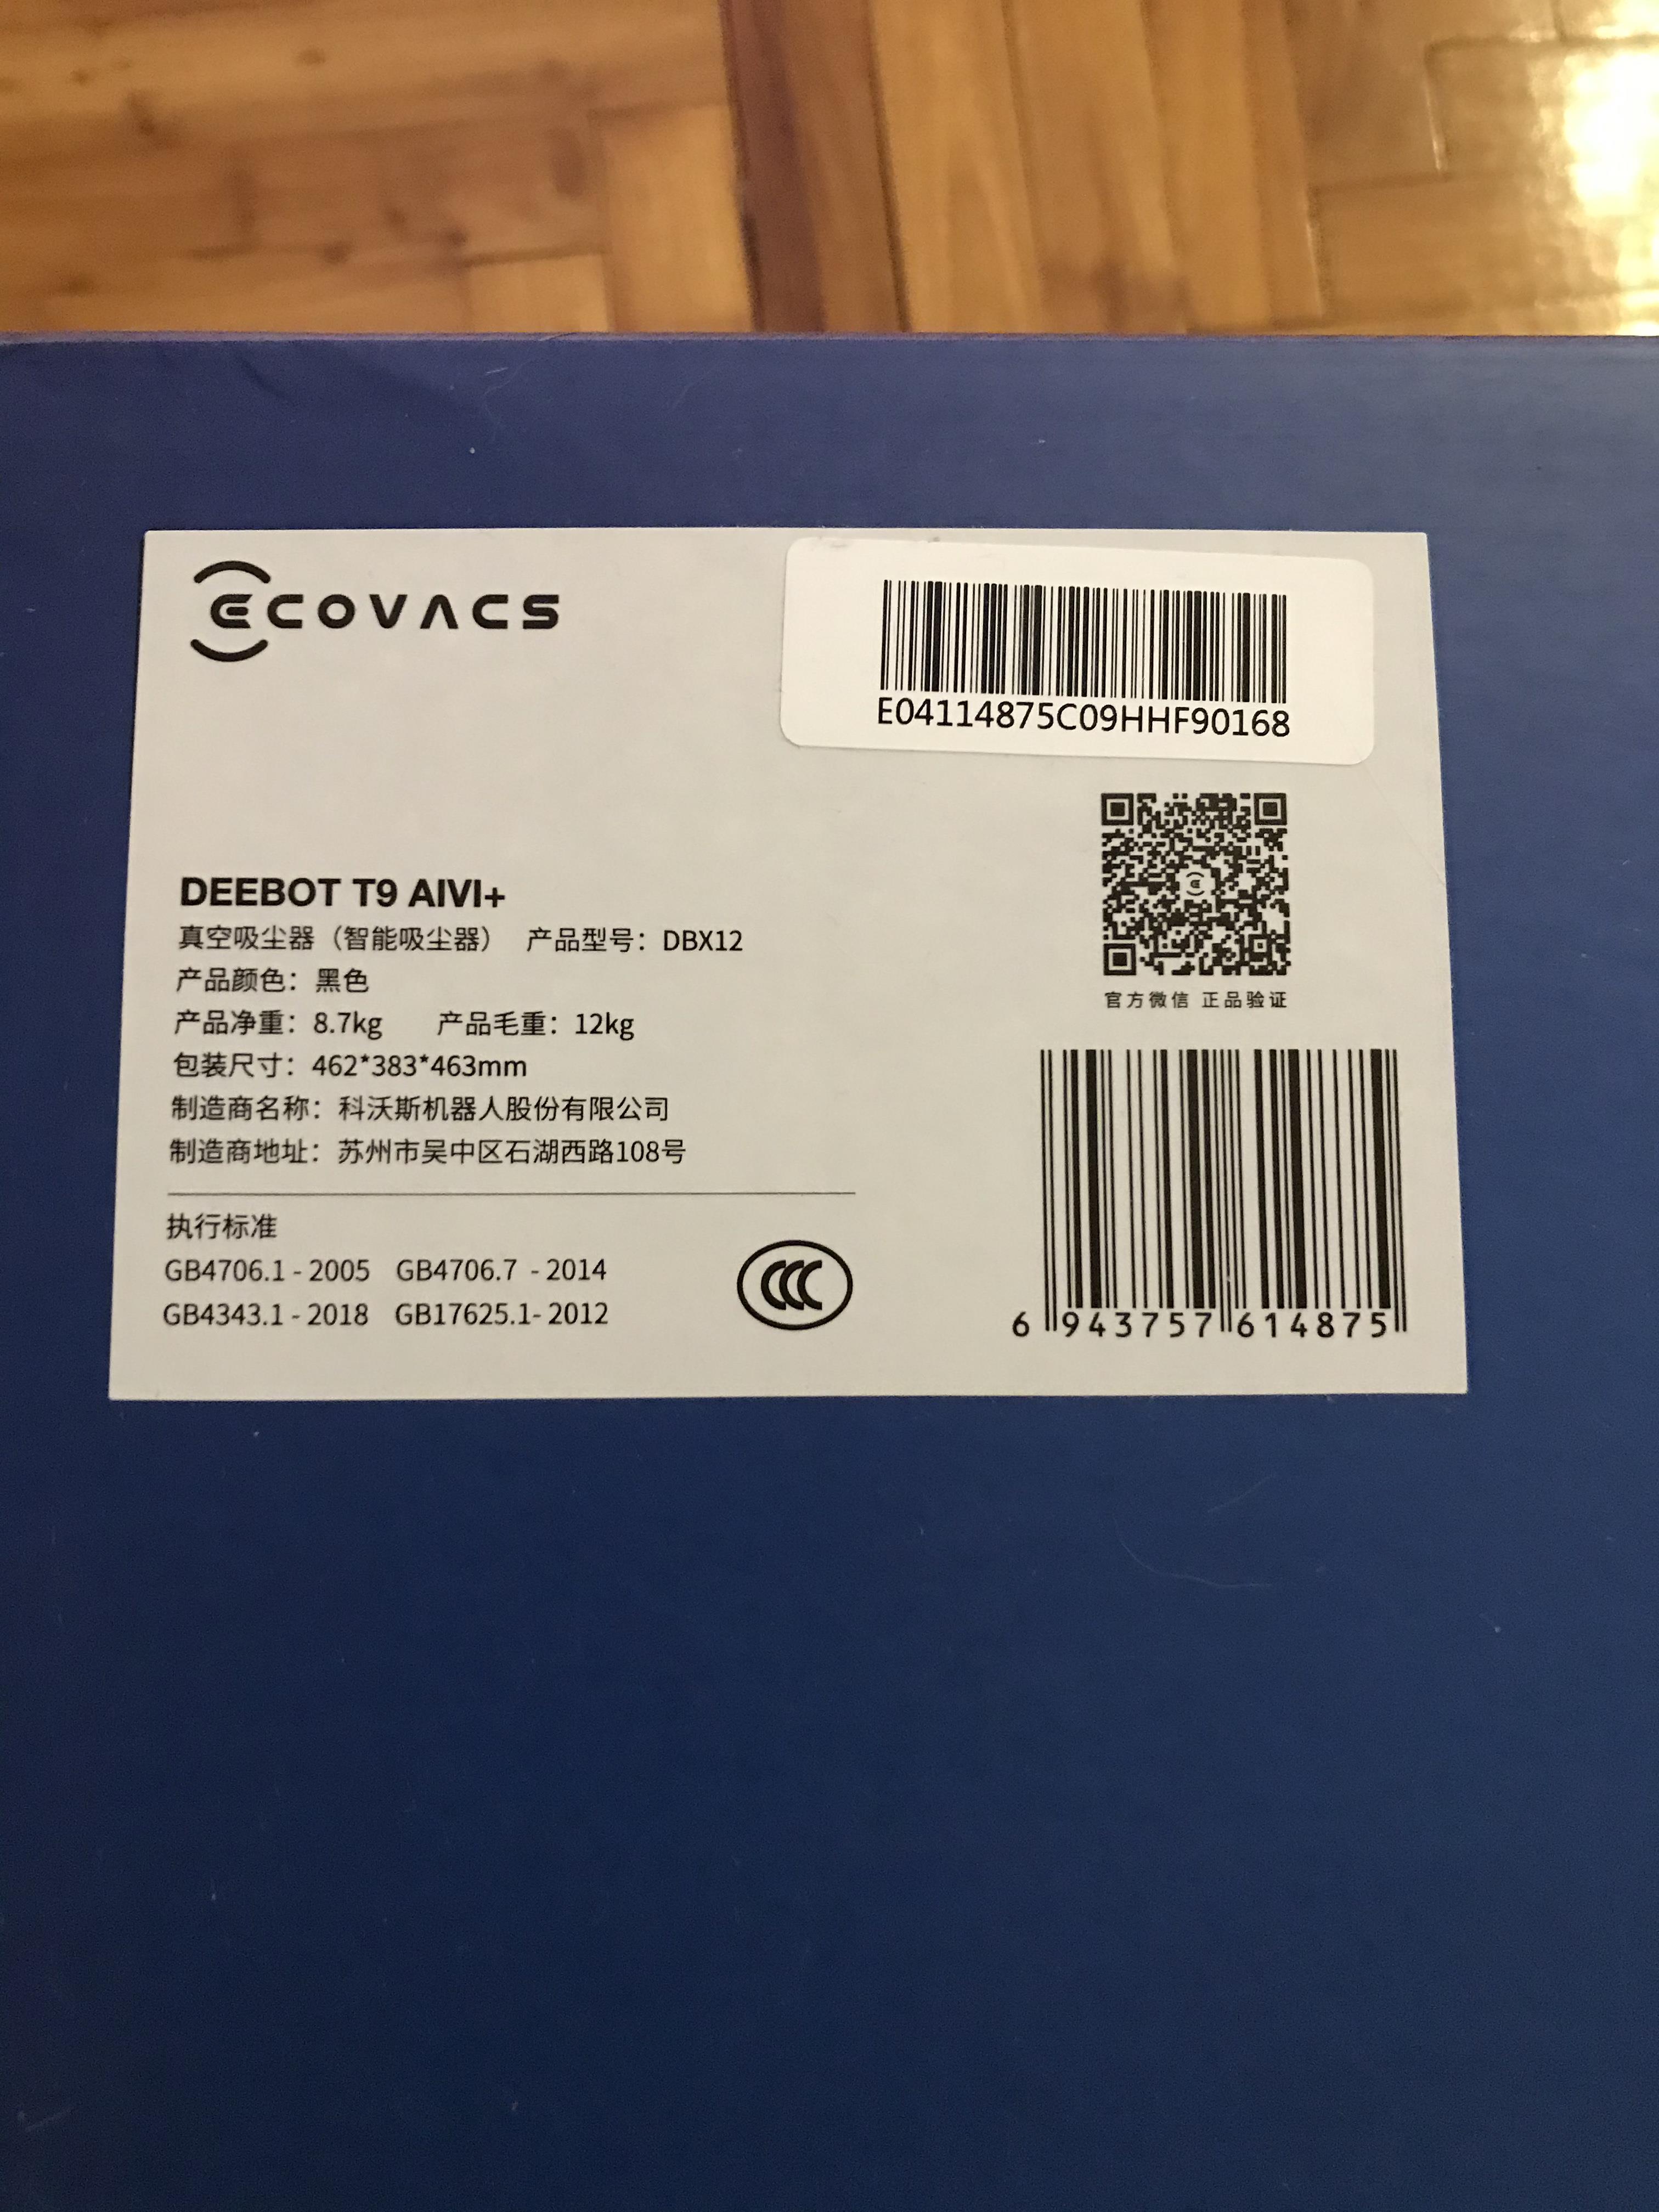 ECOVACS
E04114875C09HHF90168
DEEBOT T9 AIVI+
真空吸尘器（智能吸尘器） 产品型号：DBX12
产品颜色：黑色
产品净重：8.7kg 产品毛重：12kg
包装尺寸：462*383*463mm
制造商名称：科沃斯机器人股份有限公司
制造商地址：苏州市吴中区石湖西路108号
执行标准
GB4706.1 - 2005 GB4706.7 - 2014
GB4343.1 - 2018 GB17625.1- 2012
CCC
官方微信 正品验证
6 943757 614875